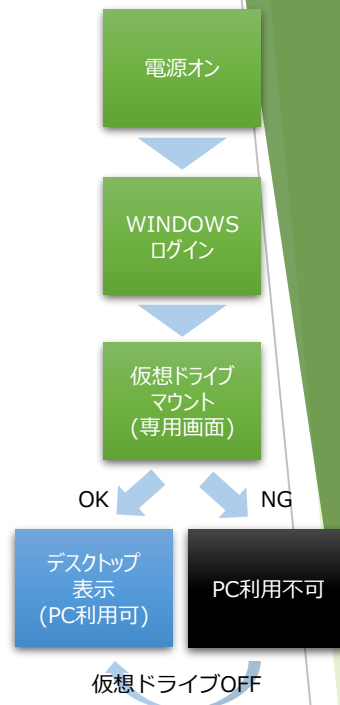 電源オン
WINDOWS
ログイン
仮想ドライブ
マウント
(専用画面)
OK
NG
デスクトップ
表示
(PC利用可)
PC利用不可
仮想ドライブOFF